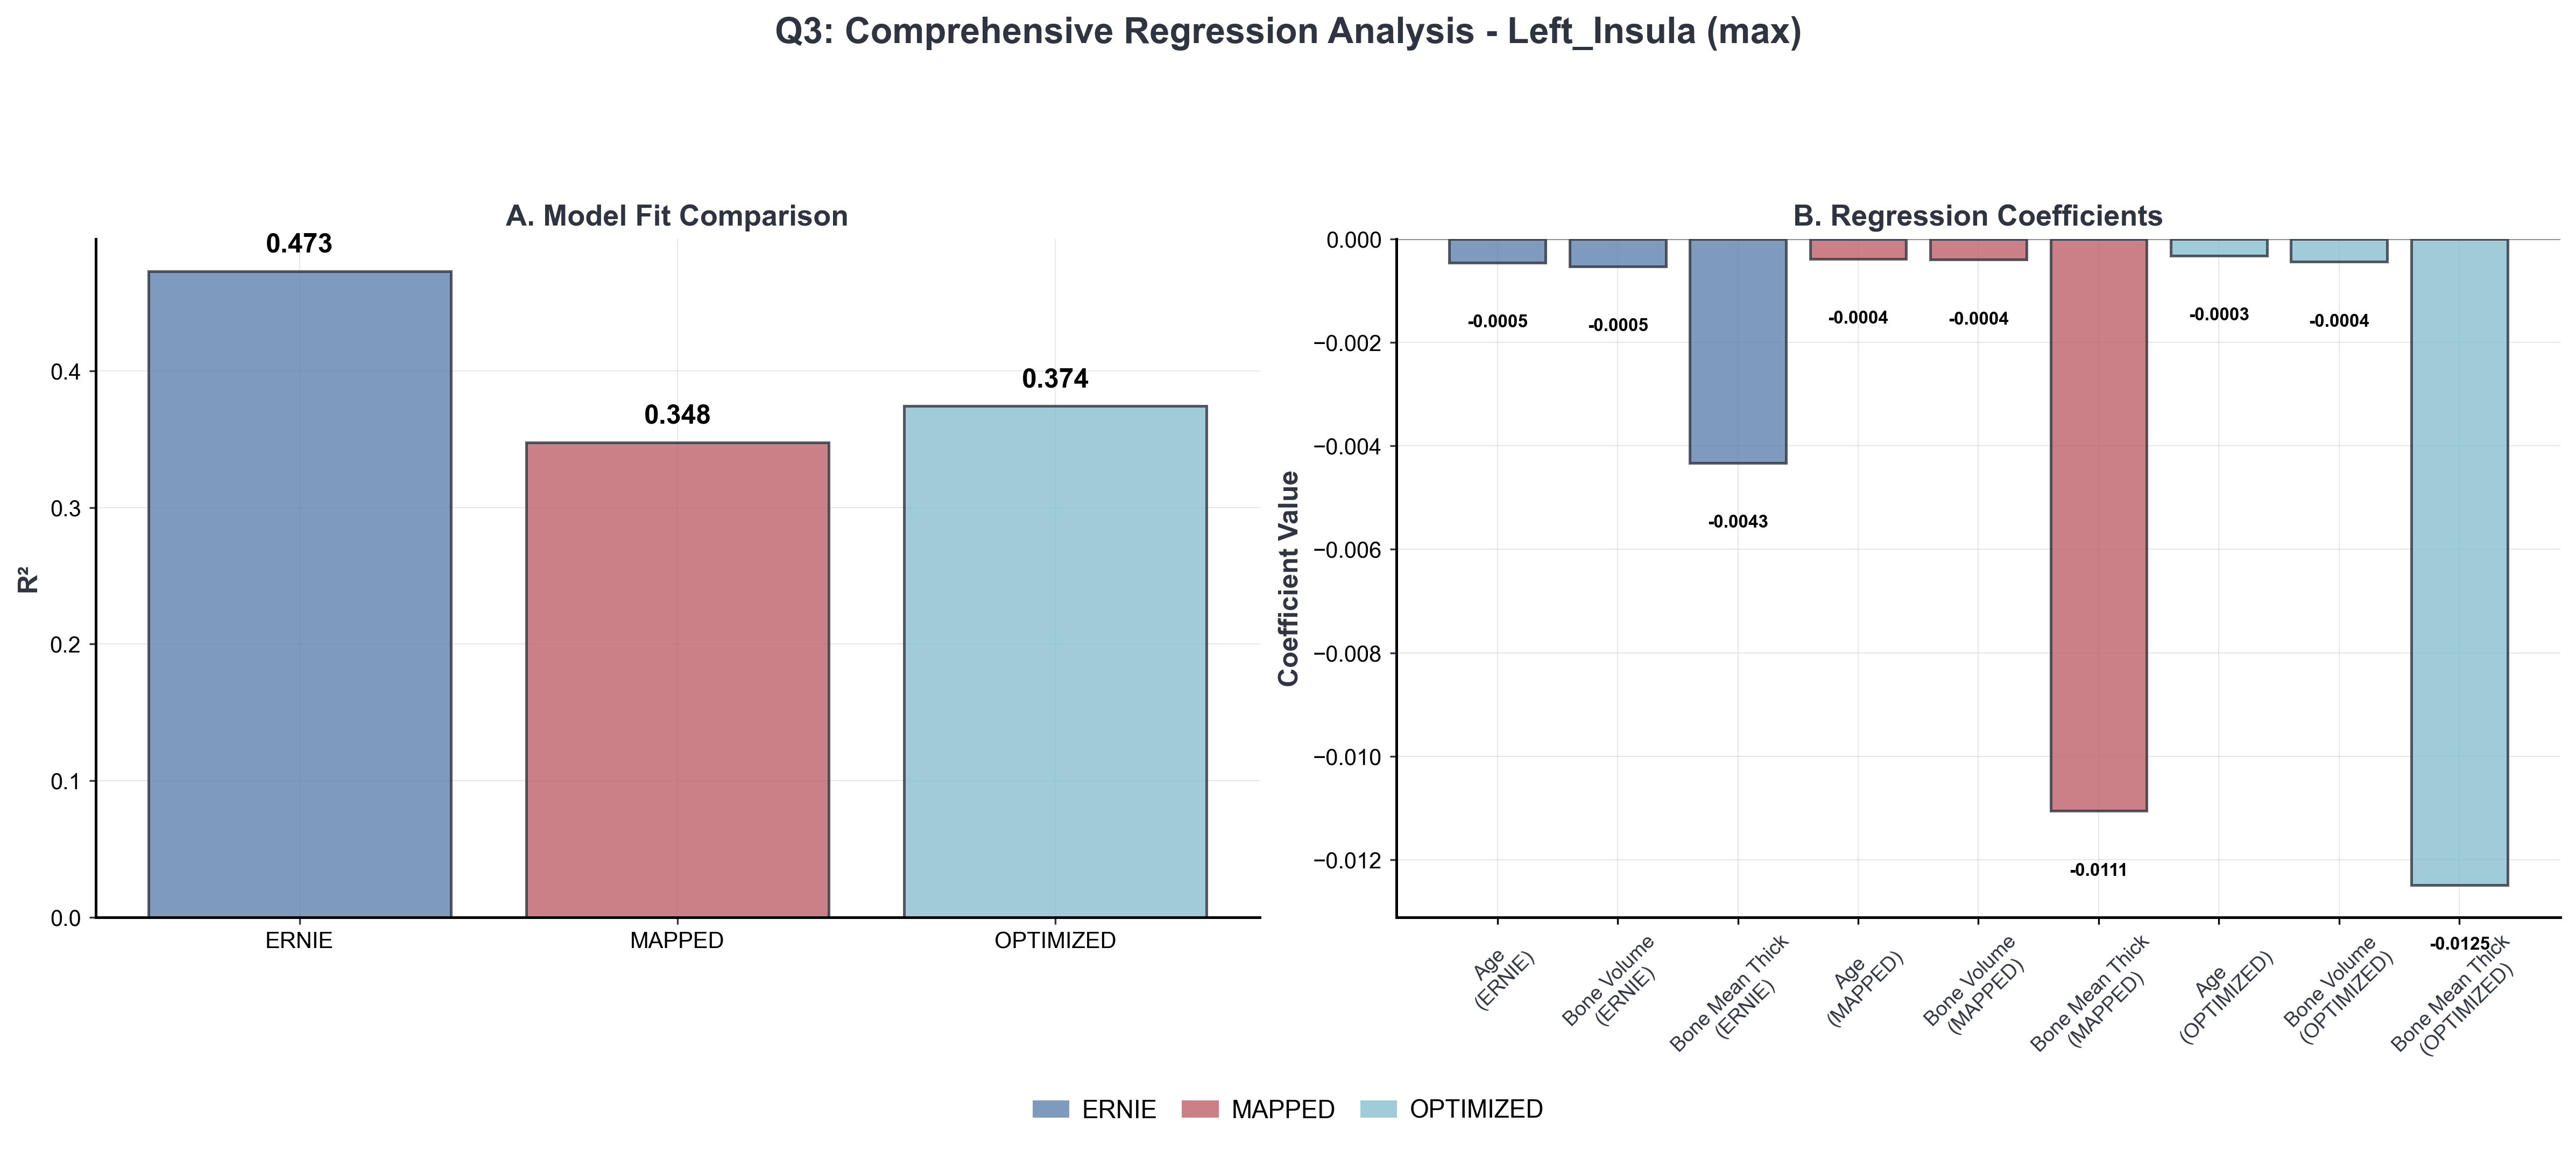 Q3: Comprehensive Regression Analysis - Left_Insula (max)
A. Model Fit Comparison
R²
0.4
0.3
0.2
0.1
0.0
0.473
0.348
0.374
ERNIE
MAPPED
OPTIMIZED
B. Regression Coefficients
Coefficient Value
0.000
−0.002
−0.004
−0.006
−0.008
−0.010
−0.012
-0.0005
-0.0005
-0.0043
-0.0004
-0.0004
-0.0111
-0.0003
-0.0004
-0.0125
Age
(ERNIE)
Bone Volume
(ERNIE)
Bone Mean Thick
(ERNIE)
Age
(MAPPED)
Bone Volume
(MAPPED)
Bone Mean Thick
(MAPPED)
Age
(OPTIMIZED)
Bone Volume
(OPTIMIZED)
Bone Mean Thick
(OPTIMIZED)
ERNIE
MAPPED
OPTIMIZED